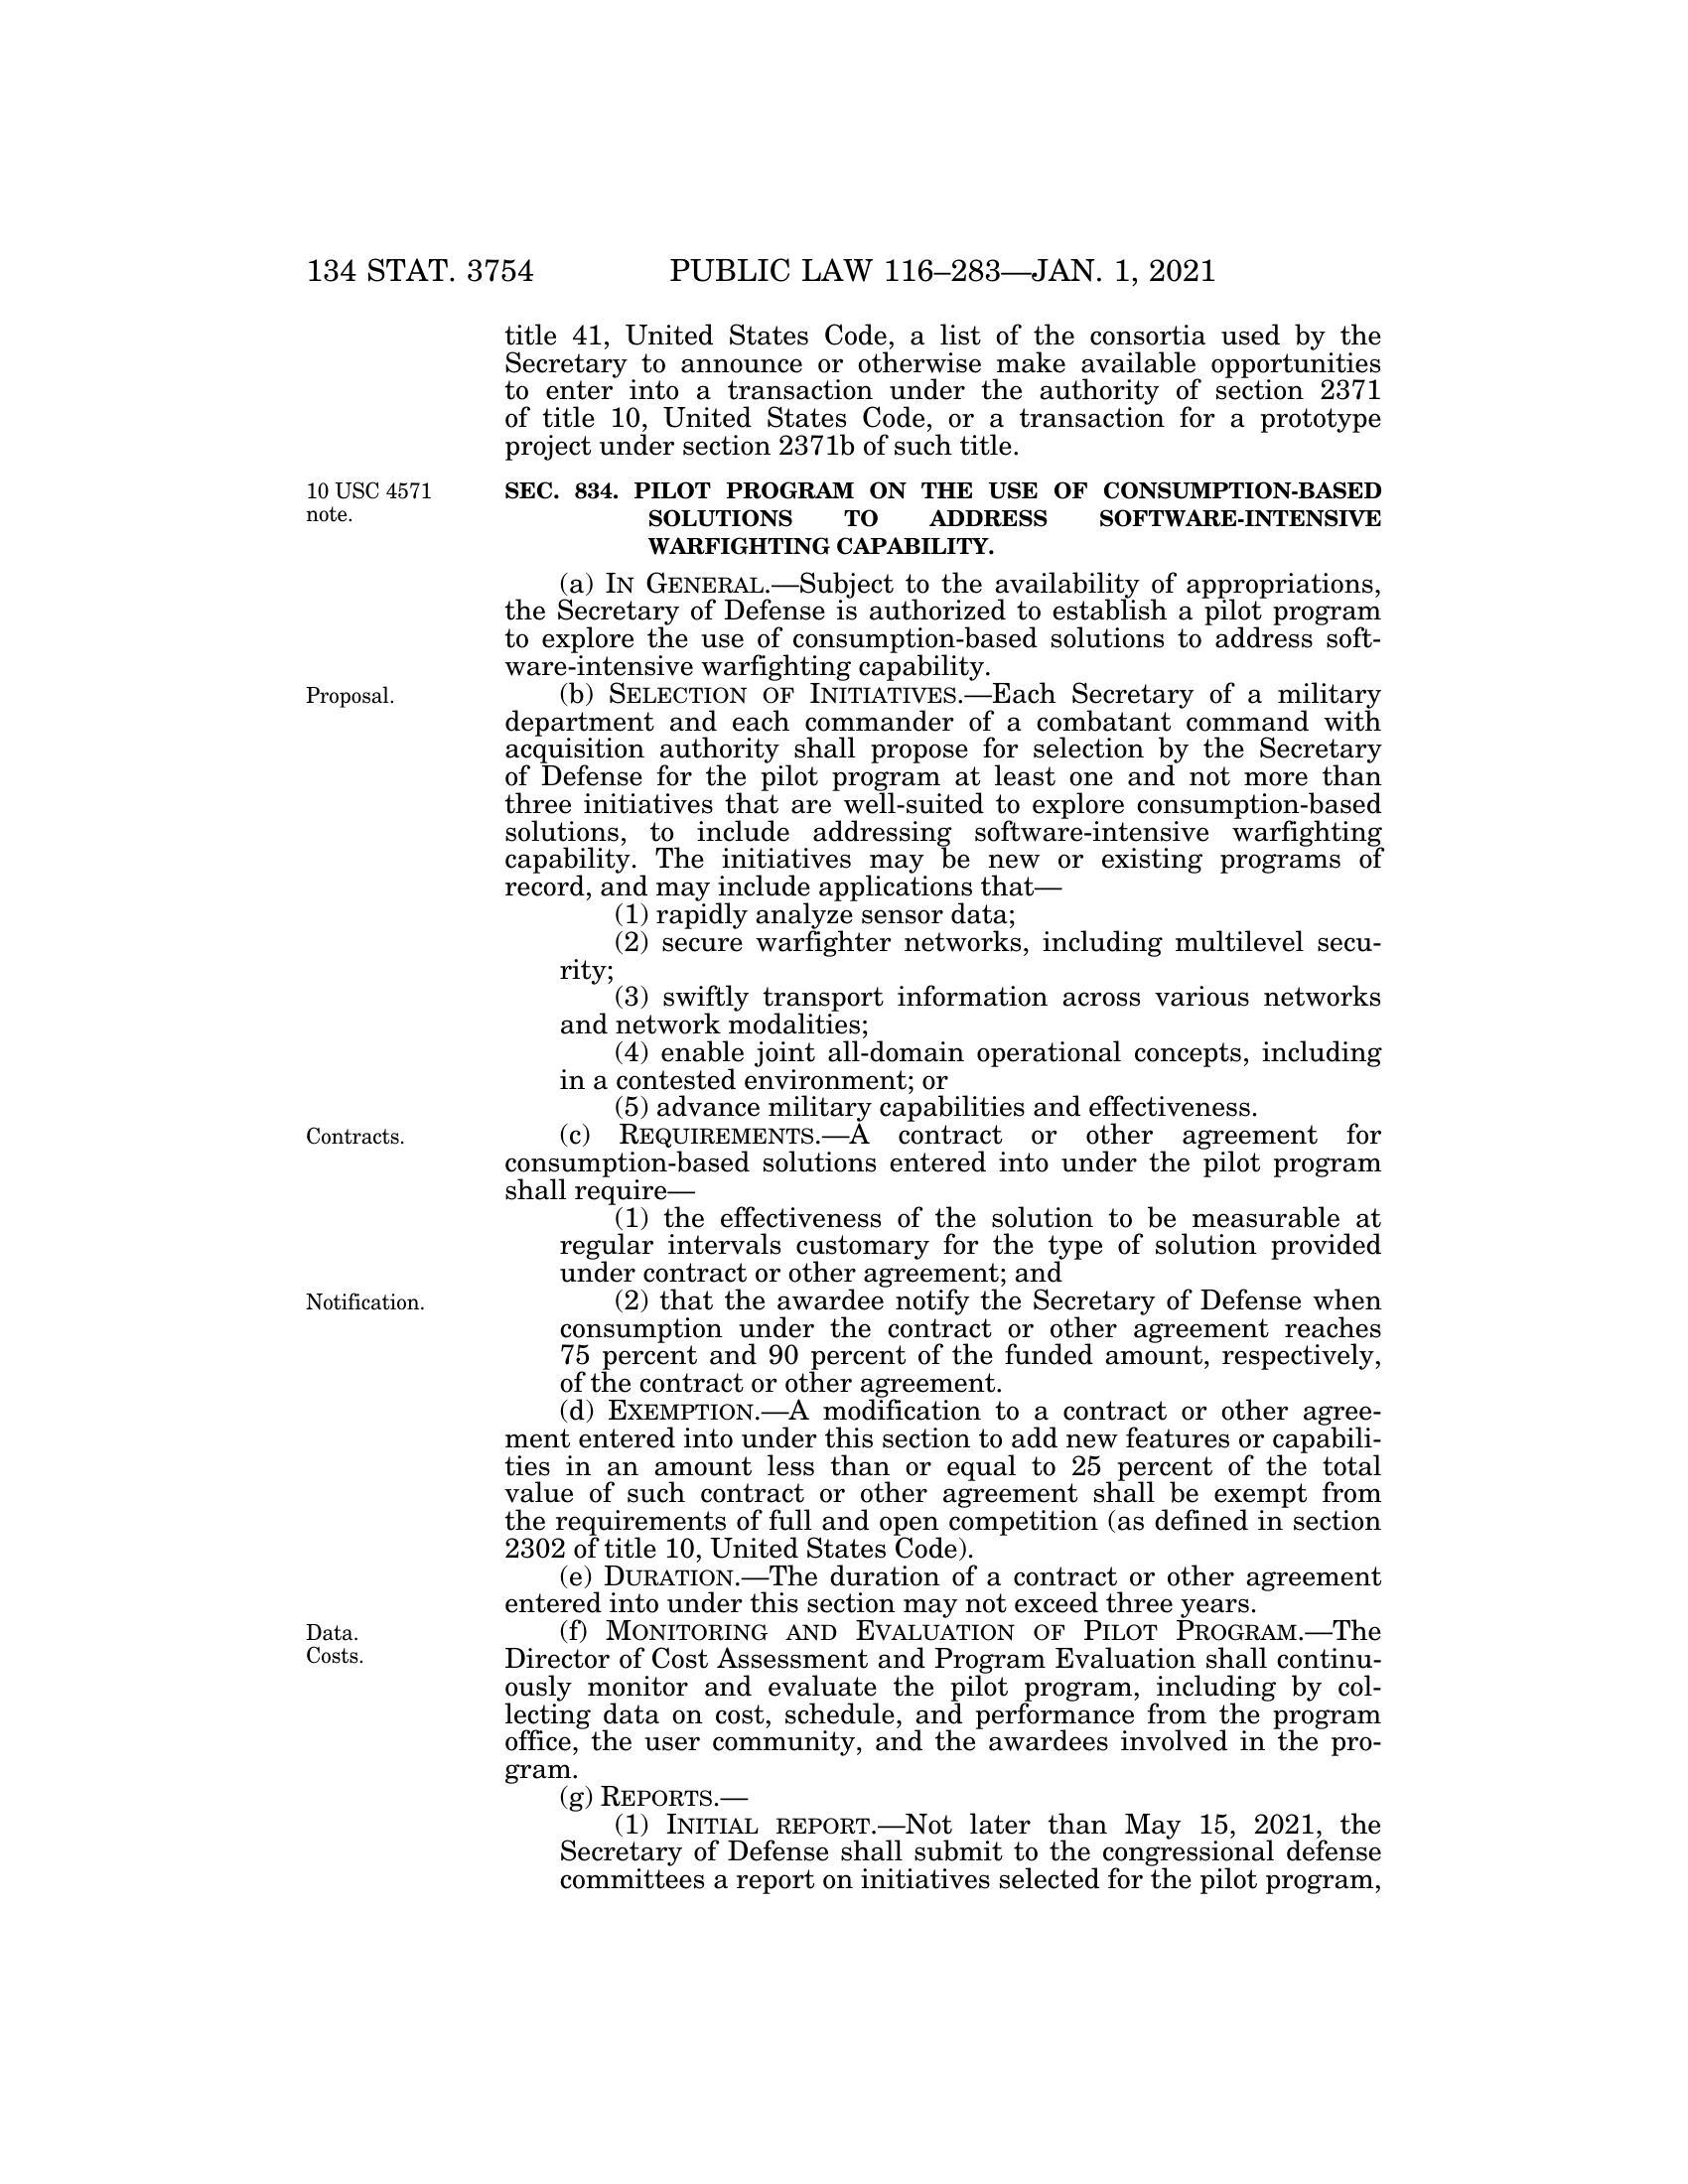 134 STAT. 3754 PUBLIC LAW 116–283—JAN. 1, 2021
title 41, United States Code, a list of the consortia used by the
Secretary to announce or otherwise make available opportunities
to enter into a transaction under the authority of section 2371
of title 10, United States Code, or a transaction for a prototype
project under section 2371b of such title.
10 USC 4571
note.
SEC. 834. PILOT PROGRAM ON THE USE OF CONSUMPTION-BASED
SOLUTIONS TO ADDRESS SOFTWARE-INTENSIVE
WARFIGHTING CAPABILITY.
(a) IN GENERAL.—Subject to the availability of appropriations,
the Secretary of Defense is authorized to establish a pilot program
to explore the use of consumption-based solutions to address soft-
ware-intensive warfighting capability.
Proposal.
(b) SELECTION OF INITIATIVES.—Each Secretary of a military
department and each commander of a combatant command with
acquisition authority shall propose for selection by the Secretary
of Defense for the pilot program at least one and not more than
three initiatives that are well-suited to explore consumption-based
solutions, to include addressing software-intensive warfighting
capability. The initiatives may be new or existing programs of
record, and may include applications that—
(1) rapidly analyze sensor data;
(2) secure warfighter networks, including multilevel secu-
rity;
(3) swiftly transport information across various networks
and network modalities;
(4) enable joint all-domain operational concepts, including
in a contested environment; or
(5) advance military capabilities and effectiveness.
Contracts.
(c) REQUIREMENTS.—A contract or other agreement for
consumption-based solutions entered into under the pilot program
shall require—
(1) the effectiveness of the solution to be measurable at
regular intervals customary for the type of solution provided
under contract or other agreement; and
Notification.
(2) that the awardee notify the Secretary of Defense when
consumption under the contract or other agreement reaches
75 percent and 90 percent of the funded amount, respectively,
of the contract or other agreement.
(d) EXEMPTION.—A modification to a contract or other agree-
ment entered into under this section to add new features or capabili-
ties in an amount less than or equal to 25 percent of the total
value of such contract or other agreement shall be exempt from
the requirements of full and open competition (as defined in section
2302 of title 10, United States Code).
(e) DURATION.—The duration of a contract or other agreement
entered into under this section may not exceed three years.
Data.
Costs.
(f) MONITORING AND EVALUATION OF PILOT PROGRAM.—The
Director of Cost Assessment and Program Evaluation shall continu-
ously monitor and evaluate the pilot program, including by col-
lecting data on cost, schedule, and performance from the program
office, the user community, and the awardees involved in the pro-
gram.
(g) REPORTS.—
(1) INITIAL REPORT.—Not later than May 15, 2021, the
Secretary of Defense shall submit to the congressional defense
committees a report on initiatives selected for the pilot program,